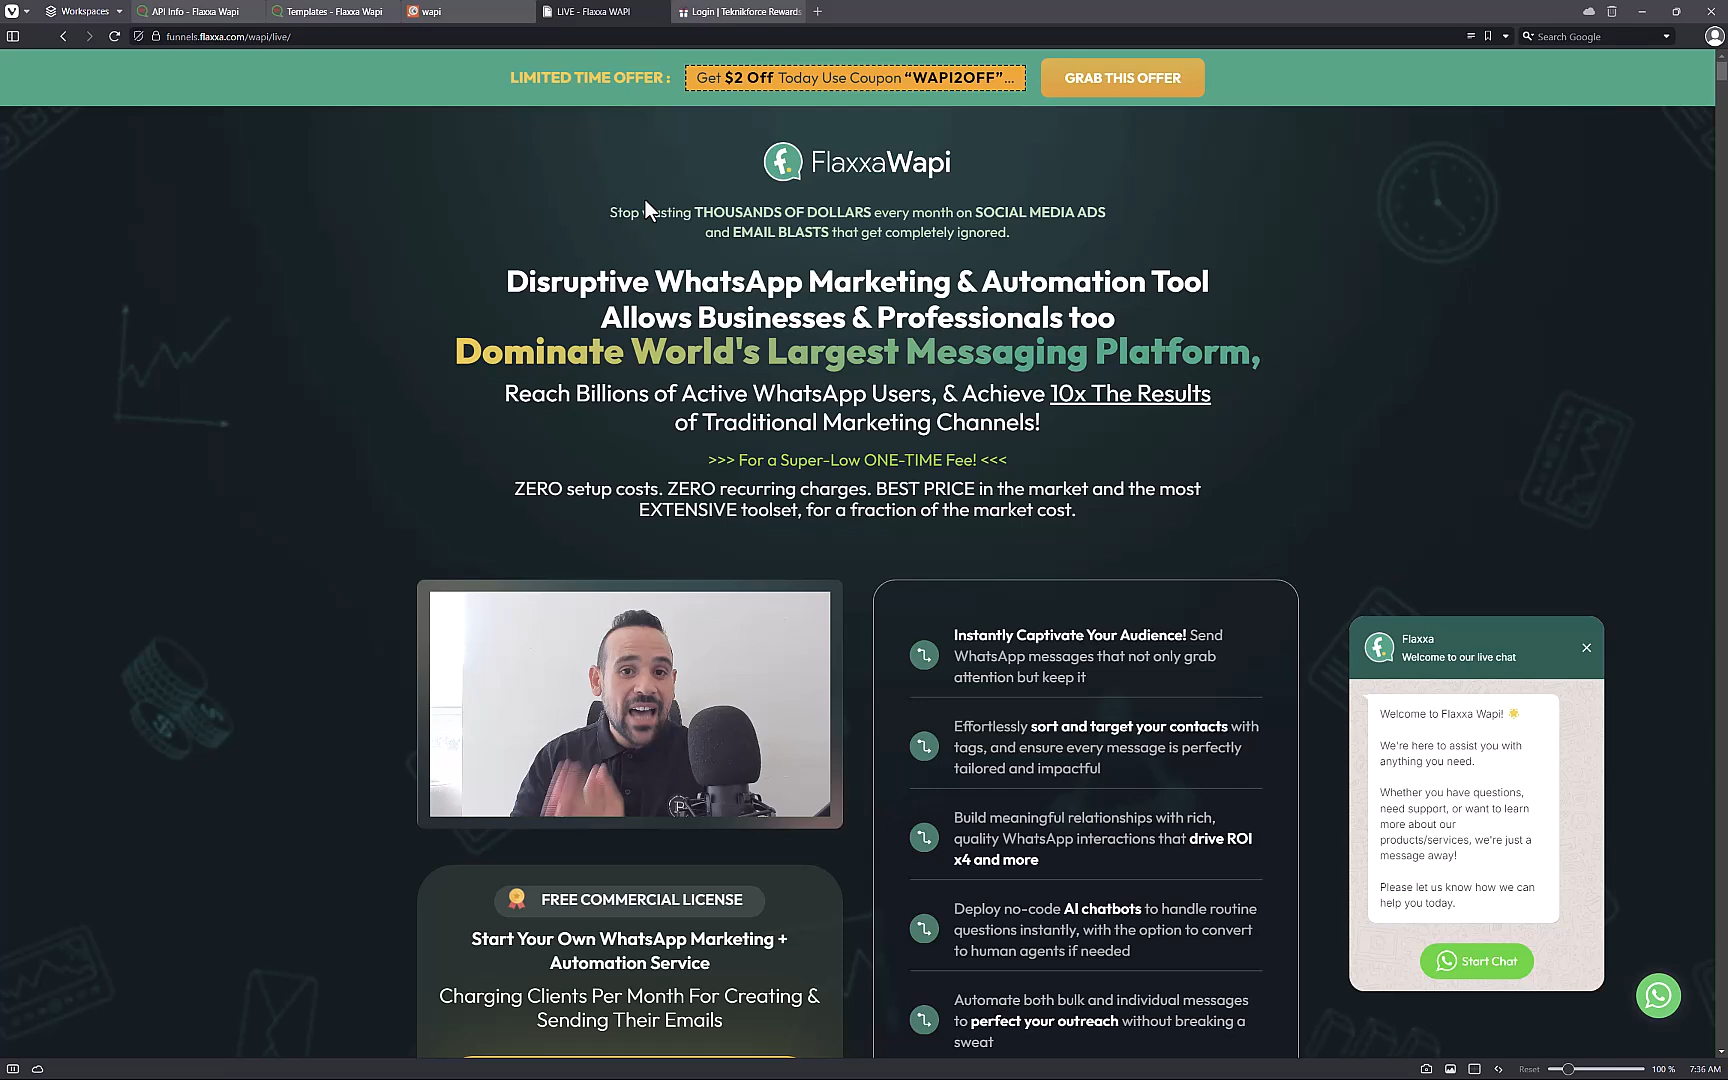 Workspaces
API Info - Flaxxa Wapi
Templates - Flaxxa Wapi
wapi
LIVE - Flaxxa WAPI
Login | Teknikforce Rewards
funnels.flaxxa.com/wapi/live/
Search Google
LIMITED TIME OFFER :
Get $2 Off Today Use Coupon “WAPI2OFF”...
GRAB THIS OFFER
FlaxxaWapi
Stop wasting THOUSANDS OF DOLLARS every month on SOCIAL MEDIA ADS
and EMAIL BLASTS that get completely ignored.
Disruptive WhatsApp Marketing & Automation Tool
Allows Businesses & Professionals too
Dominate World's Largest Messaging Platform,
Reach Billions of Active WhatsApp Users, & Achieve 10x The Results
of Traditional Marketing Channels!
>>> For a Super-Low ONE-TIME Fee! <<<
ZERO setup costs. ZERO recurring charges. BEST PRICE in the market and the most
EXTENSIVE toolset, for a fraction of the market cost.
FREE COMMERCIAL LICENSE
Start Your Own WhatsApp Marketing +
Automation Service
Charging Clients Per Month For Creating &
Sending Their Emails
Instantly Captivate Your Audience! Send
WhatsApp messages that not only grab
attention but keep it
Effortlessly sort and target your contacts with
tags, and ensure every message is perfectly
tailored and impactful
Build meaningful relationships with rich,
quality WhatsApp interactions that drive ROI
x4 and more
Deploy no-code AI chatbots to handle routine
questions instantly, with the option to convert
to human agents if needed
Automate both bulk and individual messages
to perfect your outreach without breaking a
sweat
Flaxxa
Welcome to our live chat
Welcome to Flaxxa Wapi! 🌟
We're here to assist you with
anything you need.
Whether you have questions,
need support, or want to learn
more about our
products/services, we're just a
message away!
Please let us know how we can
help you today.
Start Chat
Reset
100 %
7:36 AM